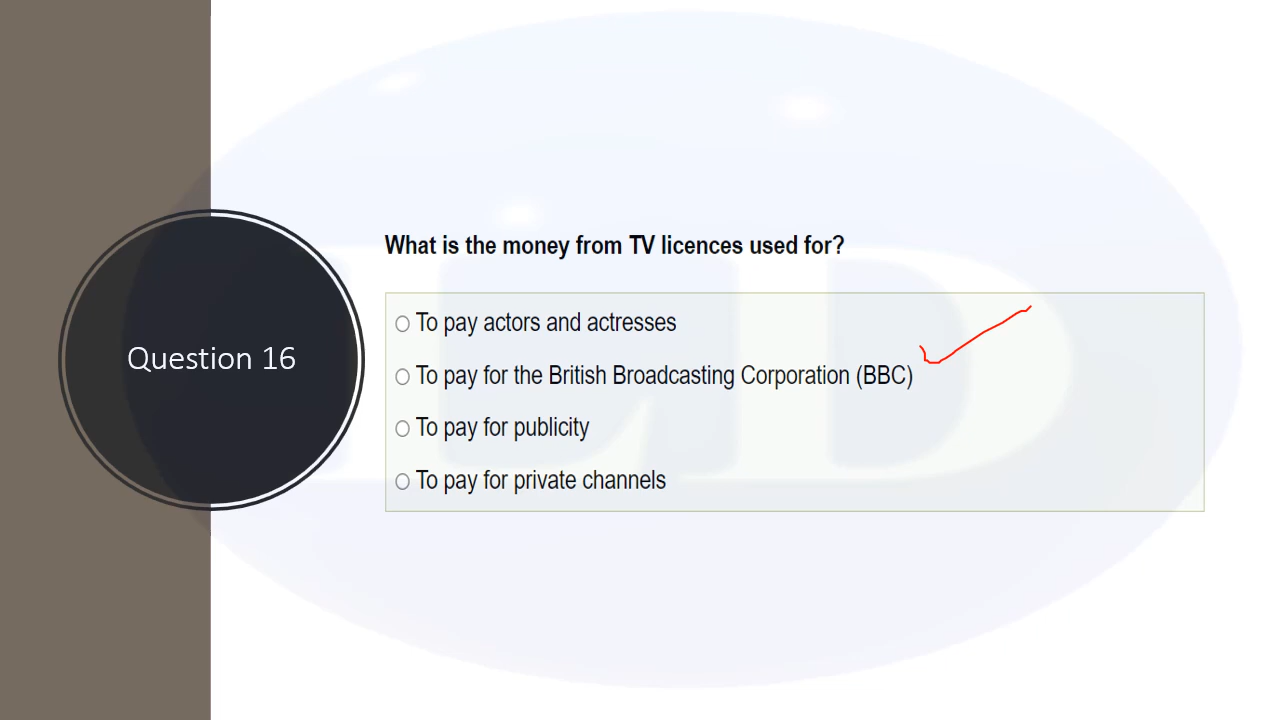 Question 16
What is the money from TV licences used for?
To pay actors and actresses
To pay for the British Broadcasting Corporation (BBC)
To pay for publicity
To pay for private channels